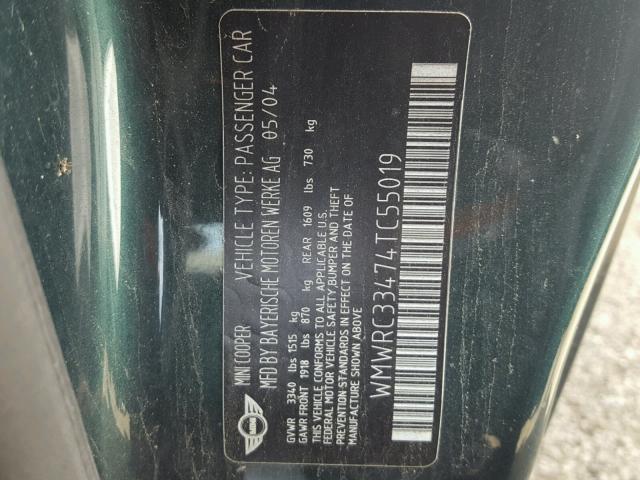 MINI COOPER VEHICLE TYPE: PASSENGER CAR
MFD BY BAYERISCHE MOTOREN WERKE AG 05/04
GVWR 3340 lbs 1515 kg
GAWR FRONT 1918 lbs 870 kg REAR 1609 lbs 730 kg
THIS VEHICLE CONFORMS TO ALL APPLICABLE U.S.
FEDERAL MOTOR VEHICLE SAFETY,BUMPER AND THEFT
PREVENTION STANDARDS IN EFFECT ON THE DATE OF
MANUFACTURE SHOWN ABOVE
WMWRC33474TC55019